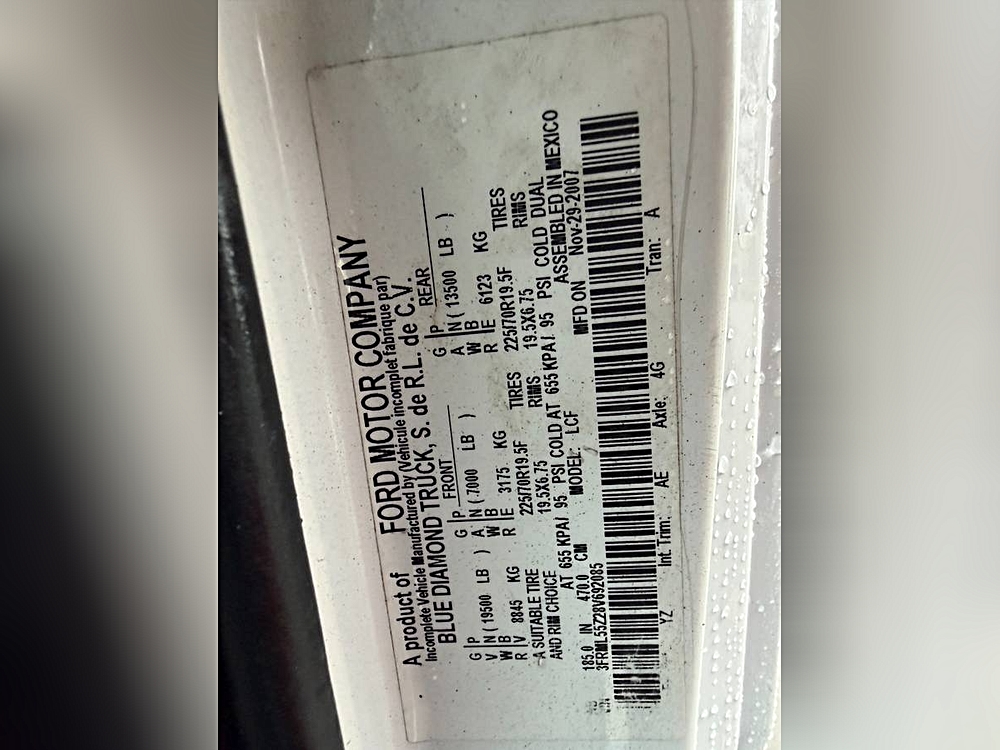 A product of FORD MOTOR COMPANY
Incomplete Vehicle Manufactured by (Vehicule incomplet fabrique par)
BLUE DIAMOND TRUCK, S. de R.L. de C.V.
FRONT REAR
G P G P G P
V N ( 19500 LB ) A N ( 7000 LB ) A N ( 13500 LB )
W B W B W B
R V 8845 KG R E 3175 KG R E 6123 KG
A SUITABLE TIRE 225/70R19.5F TIRES 225/70R19.5F TIRES
AND RIM CHOICE 19.5X6.75 RIMS 19.5X6.75 RIMS
AT 655 KPA/ 95 PSI COLD AT 655 KPA/ 95 PSI COLD DUAL
185.0 IN 470.0 CM MODEL: LCF ASSEMBLED IN MEXICO
3FRML55Z28V692085 MFD ON Nov-29-2007
YZ Int. Trim: AE Axle: 4G Tran: A